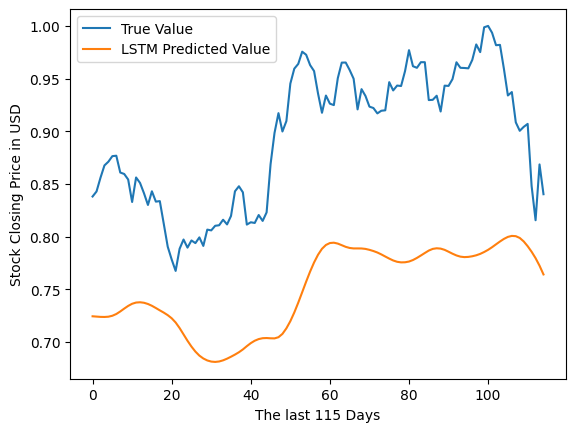 True Value
LSTM Predicted Value
1.00
0.95
0.90
0.85
0.80
0.75
0.70
Stock Closing Price in USD
0 20 40 60 80 100
The last 115 Days